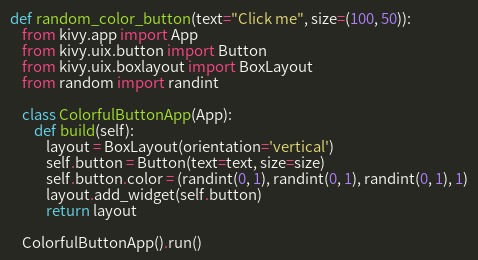 def random_color_button(text="Click me", size=(100, 50)):
from kivy.app import App
from kivy.uix.button import Button
from kivy.uix.boxlayout import BoxLayout
from random import randint
class ColorfulButtonApp(App):
def build(self):
layout = BoxLayout(orientation='vertical')
self.button = Button(text=text, size=size)
self.button.color = (randint(0, 1), randint(0, 1), randint(0, 1), 1)
layout.add_widget(self.button)
return layout
ColorfulButtonApp().run()